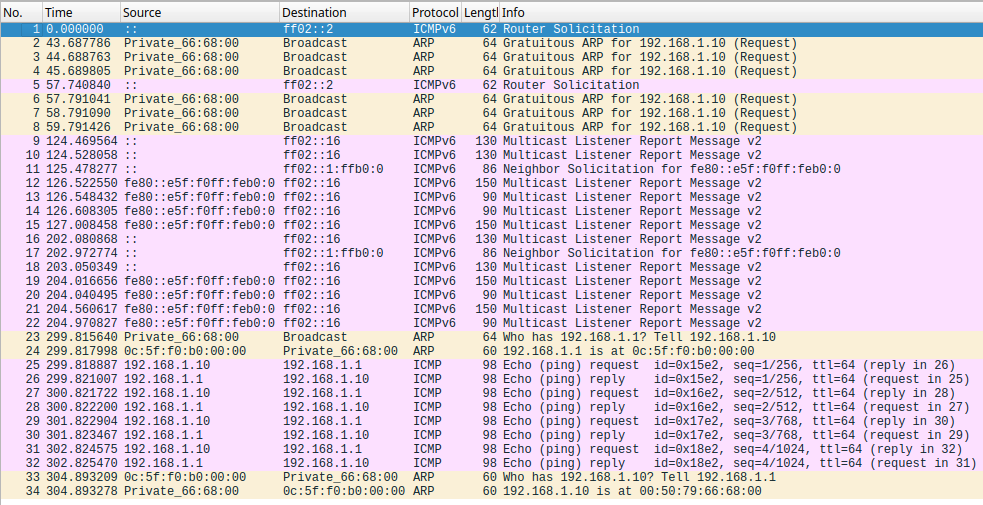 No. Time Source Destination Protocol Lengtl Info
1 0.000000 :: ff02::2 ICMPv6 62 Router Solicitation
2 43.687786 Private_66:68:00 Broadcast ARP 64 Gratuitous ARP for 192.168.1.10 (Request)
3 44.688763 Private_66:68:00 Broadcast ARP 64 Gratuitous ARP for 192.168.1.10 (Request)
4 45.689805 Private_66:68:00 Broadcast ARP 64 Gratuitous ARP for 192.168.1.10 (Request)
5 57.740840 :: ff02::2 ICMPv6 62 Router Solicitation
6 57.791041 Private_66:68:00 Broadcast ARP 64 Gratuitous ARP for 192.168.1.10 (Request)
7 58.791090 Private_66:68:00 Broadcast ARP 64 Gratuitous ARP for 192.168.1.10 (Request)
8 59.791426 Private_66:68:00 Broadcast ARP 64 Gratuitous ARP for 192.168.1.10 (Request)
9 124.469564 :: ff02::16 ICMPv6 130 Multicast Listener Report Message v2
10 124.528058 :: ff02::16 ICMPv6 130 Multicast Listener Report Message v2
11 125.478277 :: ff02::1:ffb0:0 ICMPv6 86 Neighbor Solicitation for fe80::e5f:f0ff:feb0:0
12 126.522550 fe80::e5f:f0ff:feb0:0 ff02::16 ICMPv6 150 Multicast Listener Report Message v2
13 126.548432 fe80::e5f:f0ff:feb0:0 ff02::16 ICMPv6 90 Multicast Listener Report Message v2
14 126.608305 fe80::e5f:f0ff:feb0:0 ff02::16 ICMPv6 90 Multicast Listener Report Message v2
15 127.008458 fe80::e5f:f0ff:feb0:0 ff02::16 ICMPv6 150 Multicast Listener Report Message v2
16 202.080868 :: ff02::16 ICMPv6 130 Multicast Listener Report Message v2
17 202.972774 :: ff02::1:ffb0:0 ICMPv6 86 Neighbor Solicitation for fe80::e5f:f0ff:feb0:0
18 203.050349 :: ff02::16 ICMPv6 130 Multicast Listener Report Message v2
19 204.016656 fe80::e5f:f0ff:feb0:0 ff02::16 ICMPv6 150 Multicast Listener Report Message v2
20 204.040495 fe80::e5f:f0ff:feb0:0 ff02::16 ICMPv6 90 Multicast Listener Report Message v2
21 204.560617 fe80::e5f:f0ff:feb0:0 ff02::16 ICMPv6 150 Multicast Listener Report Message v2
22 204.970827 fe80::e5f:f0ff:feb0:0 ff02::16 ICMPv6 90 Multicast Listener Report Message v2
23 299.815640 Private_66:68:00 Broadcast ARP 64 Who has 192.168.1.1? Tell 192.168.1.10
24 299.817998 0c:5f:f0:b0:00:00 Private_66:68:00 ARP 60 192.168.1.1 is at 0c:5f:f0:b0:00:00
25 299.818887 192.168.1.10 192.168.1.1 ICMP 98 Echo (ping) request id=0x15e2, seq=1/256, ttl=64 (reply in 26)
26 299.821007 192.168.1.1 192.168.1.10 ICMP 98 Echo (ping) reply id=0x15e2, seq=1/256, ttl=64 (request in 25)
27 300.821722 192.168.1.10 192.168.1.1 ICMP 98 Echo (ping) request id=0x16e2, seq=2/512, ttl=64 (reply in 28)
28 300.822200 192.168.1.1 192.168.1.10 ICMP 98 Echo (ping) reply id=0x16e2, seq=2/512, ttl=64 (request in 27)
29 301.822904 192.168.1.10 192.168.1.1 ICMP 98 Echo (ping) request id=0x17e2, seq=3/768, ttl=64 (reply in 30)
30 301.823467 192.168.1.1 192.168.1.10 ICMP 98 Echo (ping) reply id=0x17e2, seq=3/768, ttl=64 (request in 29)
31 302.824575 192.168.1.10 192.168.1.1 ICMP 98 Echo (ping) request id=0x18e2, seq=4/1024, ttl=64 (reply in 32)
32 302.825470 192.168.1.1 192.168.1.10 ICMP 98 Echo (ping) reply id=0x18e2, seq=4/1024, ttl=64 (request in 31)
33 304.893209 0c:5f:f0:b0:00:00 Private_66:68:00 ARP 60 Who has 192.168.1.10? Tell 192.168.1.1
34 304.893278 Private_66:68:00 0c:5f:f0:b0:00:00 ARP 60 192.168.1.10 is at 00:50:79:66:68:00